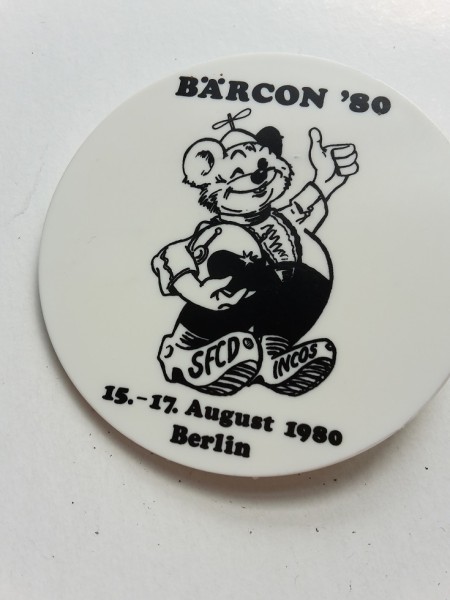 BÄRCON '80
SFCD INCOS
15.-17. August 1980
Berlin